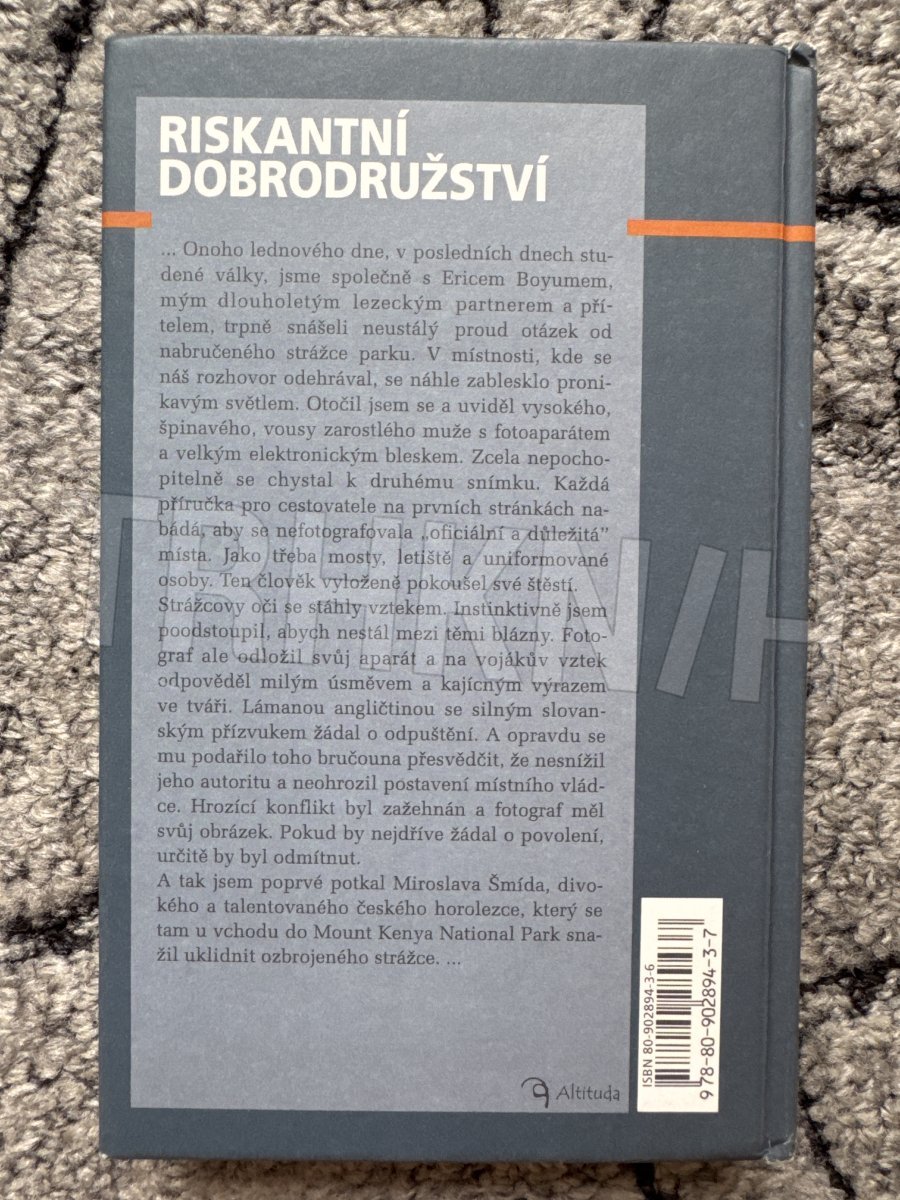 RISKANTNÍ
DOBRODRUŽSTVÍ
... Onoho lednového dne, v posledních dnech stu-
dené války, jsme společně s Ericem Boyumem,
mým dlouholetým lezeckým partnerem a pří-
telem, trpně snášeli neustálý proud otázek od
nabručeného strážce parku. V místnosti, kde se
náš rozhovor odehrával, se náhle zablesklo proni-
kavým světlem. Otočil jsem se a uviděl vysokého,
špinavého, vousy zarostlého muže s fotoaparátem
a velkým elektronickým bleskem. Zcela nepocho-
pitelně se chystal k druhému snímku. Každá
příručka pro cestovatele na prvních stránkách na-
bádá, aby se nefotografovala „oficiální a důležitá”
místa. Jako třeba mosty, letiště a uniformované
osoby. Ten člověk vyloženě pokoušel své štěstí.
Strážcovy oči se stáhly vztekem. Instinktivně jsem
poodstoupil, abych nestál mezi těmi blázny. Foto-
graf ale odložil svůj aparát a na vojákův vztek
odpověděl milým úsměvem a kajícným výrazem
ve tváři. Lámanou angličtinou se silným slovan-
ským přízvukem žádal o odpuštění. A opravdu se
mu podařilo toho bručouna přesvědčit, že nesnížil
jeho autoritu a neohrozil postavení místního vlád-
ce. Hrozící konflikt byl zažehnán a fotograf měl
svůj obrázek. Pokud by nejdříve žádal o povolení,
určitě by byl odmítnut.
A tak jsem poprvé potkal Miroslava Šmída, divo-
kého a talentovaného českého horolezce, který se
tam u vchodu do Mount Kenya National Park sna-
žil uklidnit ozbrojeného strážce. ...
Altituda
ISBN 80-902894-3-6
978-80-902894-3-7
TRHKN/H